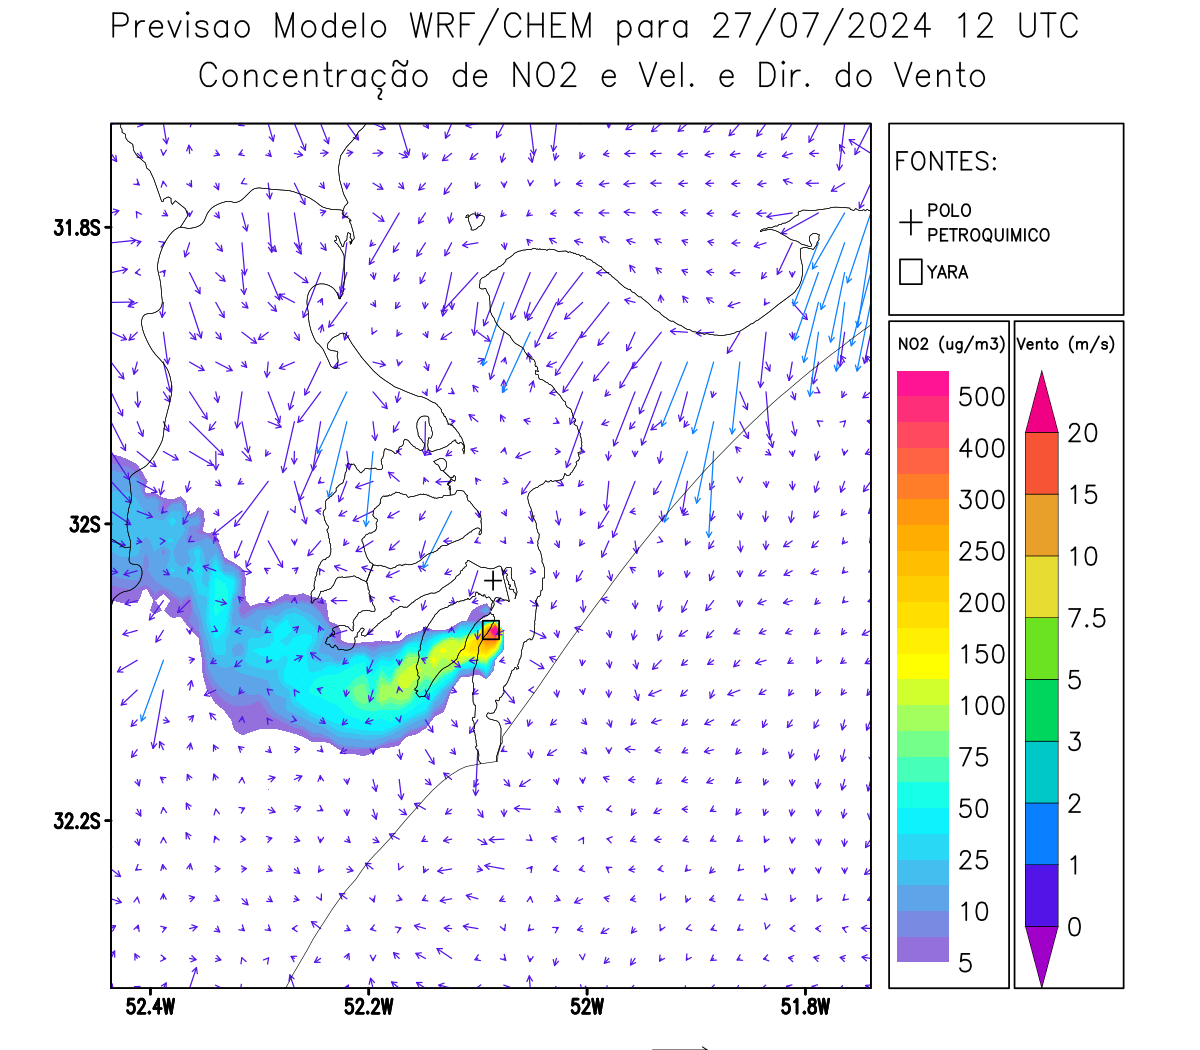 Previsao Modelo WRF/CHEM para 27/07/2024 12 UTC
Concentração de NO2 e Vel. e Dir. do Vento
FONTES:
POLO
PETROQUIMICO
YARA
NO2 (ug/m3)
500
400
300
250
200
150
100
75
50
25
10
5
Vento (m/s)
20
15
10
7.5
5
3
2
1
0
31.8S
32S
32.2S
52.4W
52.2W
52W
51.8W